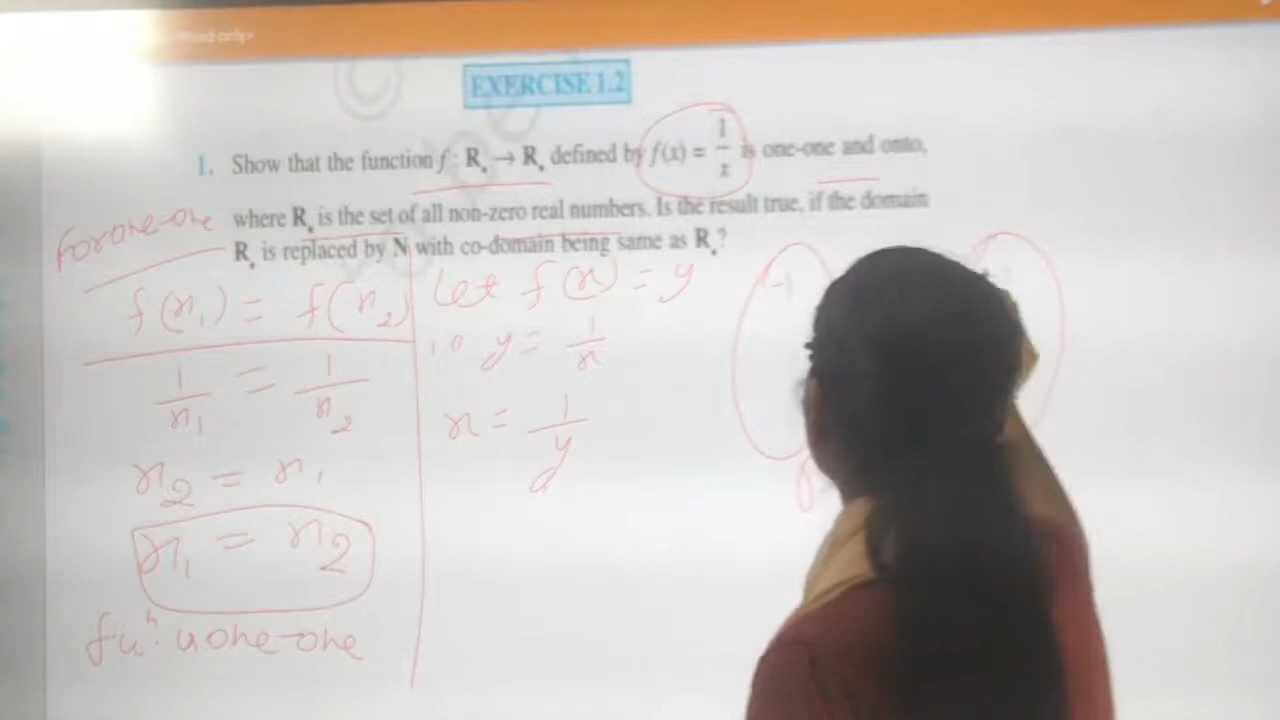 EXERCISE 1.2
1. Show that the function f : R* → R* defined by f(x) = 1/x is one-one and onto,
where R* is the set of all non-zero real numbers. Is the result true, if the domain
R* is replaced by N with co-domain being same as R*?
For one-one
f(x₁) = f(x₂)
1/x₁ = 1/x₂
x₂ = x₁
x₁ = x₂
fuⁿ. is one-one
Let f(x) = y
y = 1/x
x = 1/y